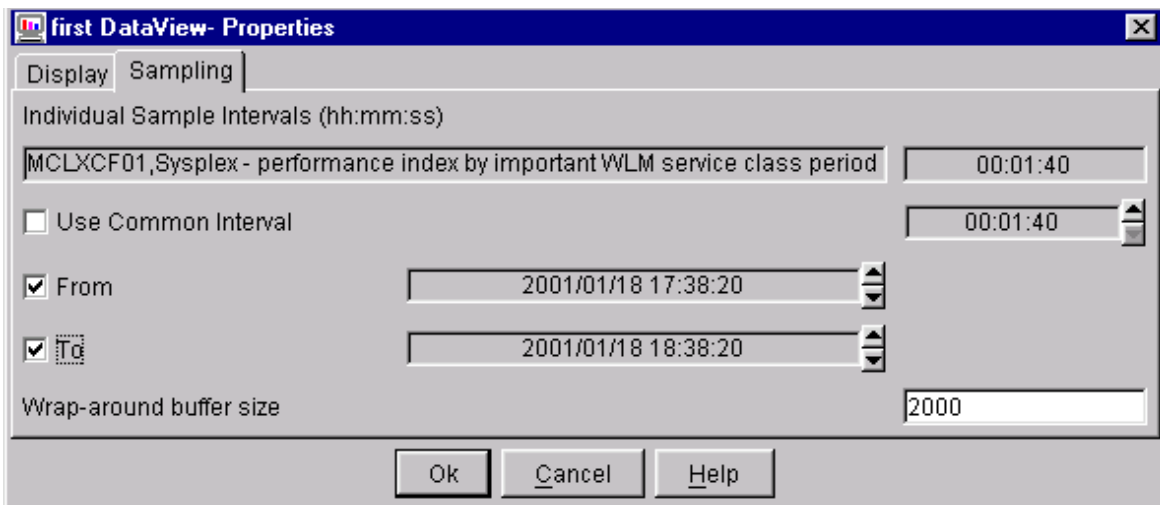 first DataView- Properties
Display Sampling
Individual Sample Intervals (hh:mm:ss)
MCLXCF01,Sysplex - performance index by important WLM service class period 00:01:40
Use Common Interval 00:01:40
From 2001/01/18 17:38:20
To 2001/01/18 18:38:20
Wrap-around buffer size 2000
Ok Cancel Help